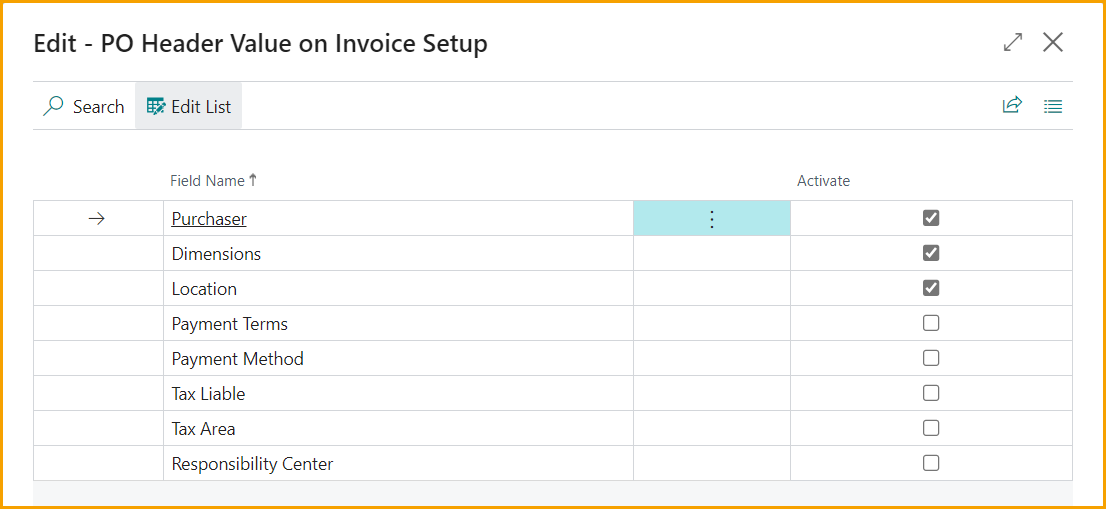 Edit - PO Header Value on Invoice Setup
Search Edit List
Field Name↑ Activate
Purchaser
Dimensions
Location
Payment Terms
Payment Method
Tax Liable
Tax Area
Responsibility Center